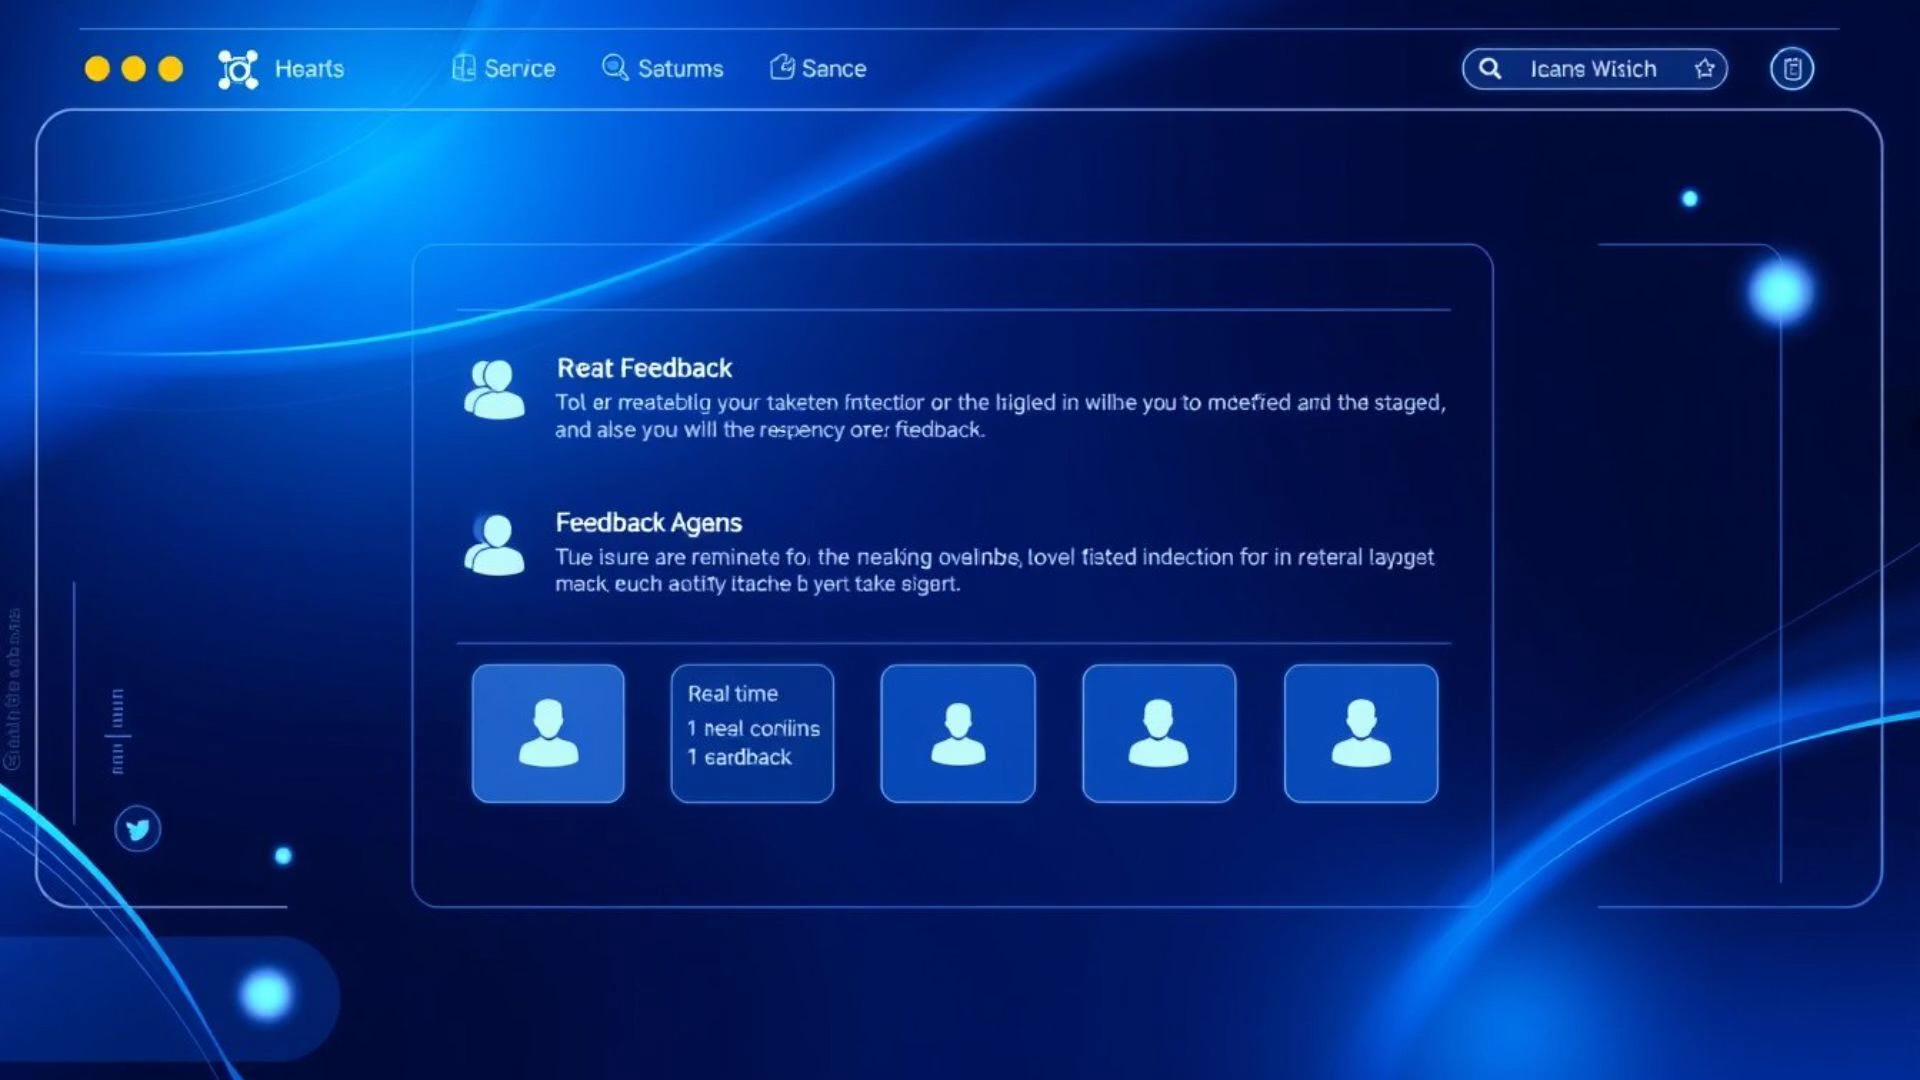 Hearts
Service
Satums
Sance
Icans Wisich
Reat Feedback
Tol er meatebtlg your taketen fntectior or the higled in wilhe you to mcefied and the staged,
and alse you will the respency orer fledback.
Feedback Agens
Tue isure are reminete fo, the neaking ovelnbs, lovel fisted indection for in reteral laypget
mack, euch aotify itache b yert take sigert.
Real time
1 neal corilins
1 eardback